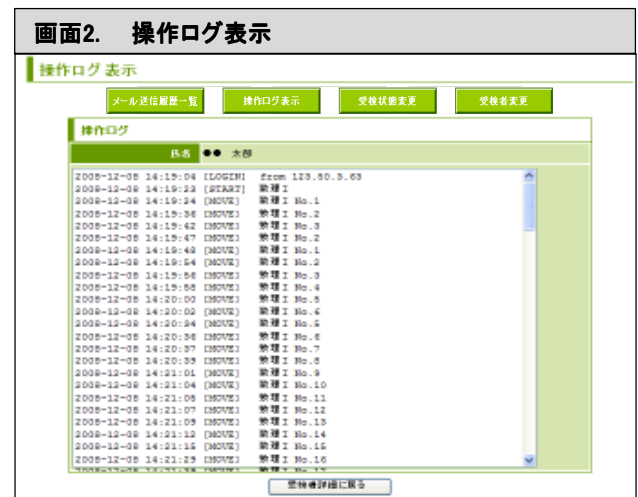 画面2. 操作ログ表示
操作ログ表示
メール送信履歴一覧 操作ログ表示 受検状態変更 受検者変更
操作ログ
氏名 ●● 太郎
2008-12-08 14:19:04 [LOGIN] from 123.50.3.63
2008-12-08 14:19:23 [START] 数理I
2008-12-08 14:19:24 [MOVE] 数理I No.1
2008-12-08 14:19:36 [MOVE] 数理I No.2
2008-12-08 14:19:42 [MOVE] 数理I No.3
2008-12-08 14:19:47 [MOVE] 数理I No.2
2008-12-08 14:19:48 [MOVE] 数理I No.1
2008-12-08 14:19:54 [MOVE] 数理I No.2
2008-12-08 14:19:56 [MOVE] 数理I No.3
2008-12-08 14:19:58 [MOVE] 数理I No.4
2008-12-08 14:20:00 [MOVE] 数理I No.5
2008-12-08 14:20:02 [MOVE] 数理I No.6
2008-12-08 14:20:24 [MOVE] 数理I No.5
2008-12-08 14:20:36 [MOVE] 数理I No.6
2008-12-08 14:20:37 [MOVE] 数理I No.7
2008-12-08 14:20:39 [MOVE] 数理I No.8
2008-12-08 14:21:01 [MOVE] 数理I No.9
2008-12-08 14:21:04 [MOVE] 数理I No.10
2008-12-08 14:21:05 [MOVE] 数理I No.11
2008-12-08 14:21:07 [MOVE] 数理I No.12
2008-12-08 14:21:09 [MOVE] 数理I No.13
2008-12-08 14:21:12 [MOVE] 数理I No.14
2008-12-08 14:21:15 [MOVE] 数理I No.15
2008-12-08 14:21:29 [MOVE] 数理I No.16
受検者詳細に戻る